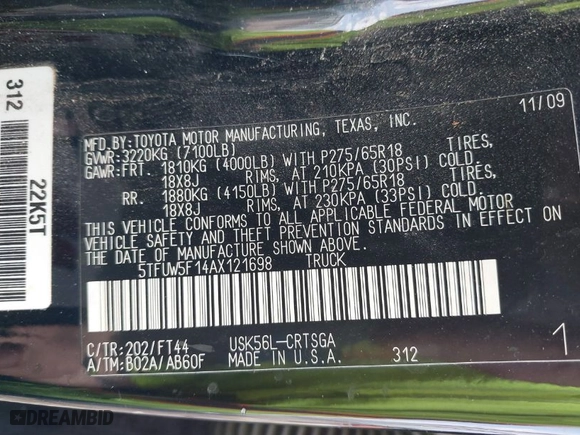 11/09
MFD.BY:TOYOTA MOTOR MANUFACTURING, TEXAS, INC.
GVWR:3220KG (7100LB)
GAWR:FRT. 1810KG (4000LB) WITH P275/65R18 TIRES,
18X8J RIMS, AT 210KPA (30PSI) COLD.
RR. 1880KG (4150LB) WITH P275/65R18 TIRES,
18X8J RIMS, AT 230KPA (33PSI) COLD.
THIS VEHICLE CONFORMS TO ALL APPLICABLE FEDERAL MOTOR
VEHICLE SAFETY AND THEFT PREVENTION STANDARDS IN EFFECT ON
THE DATE OF MANUFACTURE SHOWN ABOVE.
5TFUW5F14AX121698 TRUCK
C/TR:202/FT44 USK56L-CRTSGA
A/TM:B02A/AB60F MADE IN U.S.A. 312
1
312
22K5T
DREAMBID